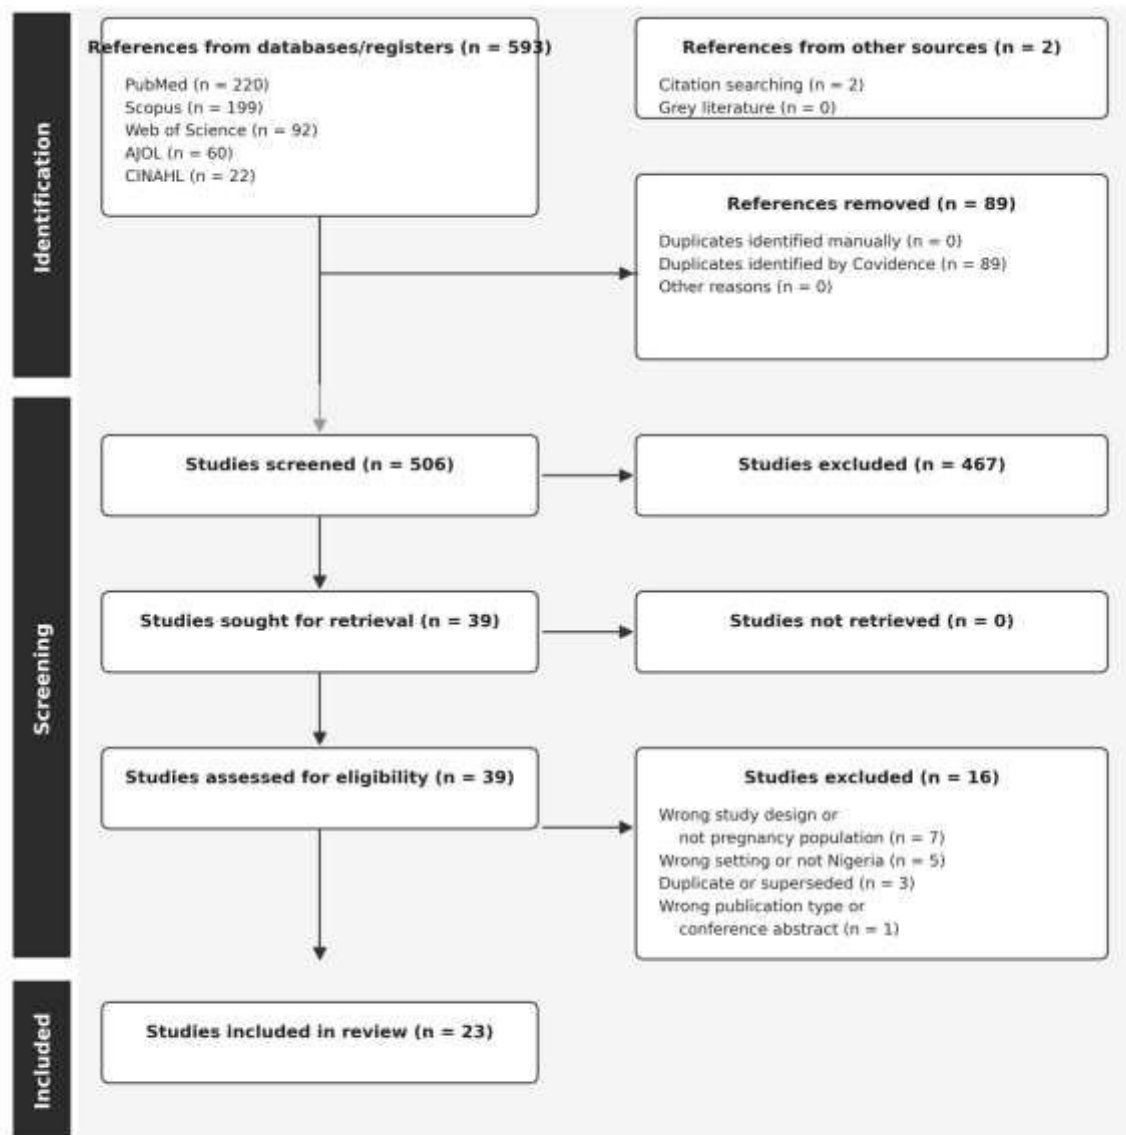 Identification
References from databases/registers (n = 593)
PubMed (n = 220)
Scopus (n = 199)
Web of Science (n = 92)
AJOL (n = 60)
CINAHL (n = 22)
References from other sources (n = 2)
Citation searching (n = 2)
Grey literature (n = 0)
References removed (n = 89)
Duplicates identified manually (n = 0)
Duplicates identified by Covidence (n = 89)
Other reasons (n = 0)
Screening
Studies screened (n = 506)
Studies excluded (n = 467)
Studies sought for retrieval (n = 39)
Studies not retrieved (n = 0)
Studies assessed for eligibility (n = 39)
Studies excluded (n = 16)
Wrong study design or
not pregnancy population (n = 7)
Wrong setting or not Nigeria (n = 5)
Duplicate or superseded (n = 3)
Wrong publication type or
conference abstract (n = 1)
Included
Studies included in review (n = 23)